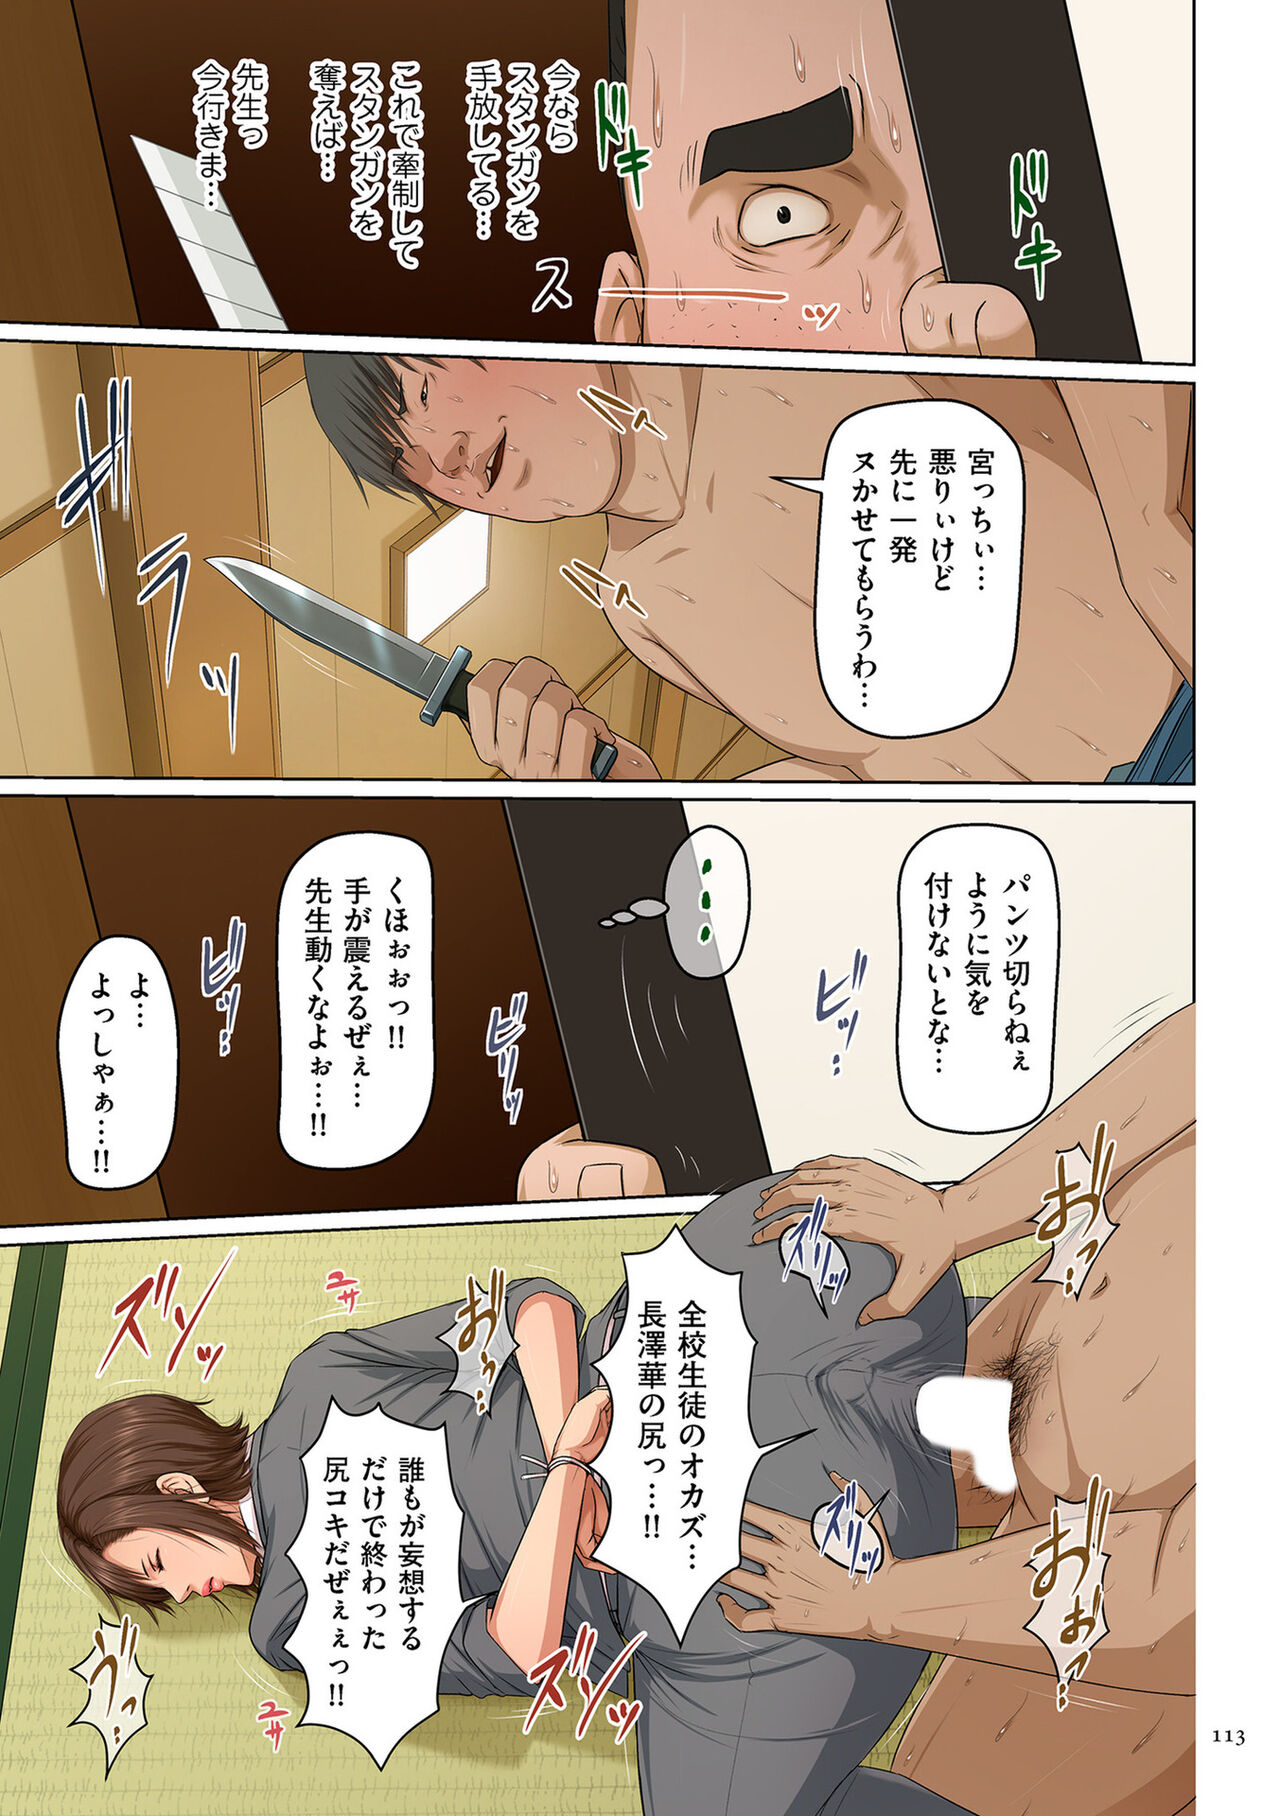 今なら
スタンガンを
手放してる…
これで牽制して
スタンガンを
奪えば…
先生っ
今行きま…
ドキ
ドキ
スッ
宮っちぃ…
悪りぃけど
先に一発
ヌかせてもらうわ…
ギラッ
パンツ切らねぇ
ように気を
付けないとな…
くほぉぉっ!!
手が震えるぜぇ…
先生動くなよぉ…!!
よ…
よっしゃぁ…!!
ビッ…
ビッ…
ビッ…
全校生徒のオカズ…
長澤華の尻っ…!!
誰もが妄想する
だけで終わった
尻コキだぜぇぇっ!!
おっ…
おぉっ…
おぅ…
うっ…
ズリッ
ズリッ
ズリッ
ズリッ
ユサ
ユサ
113